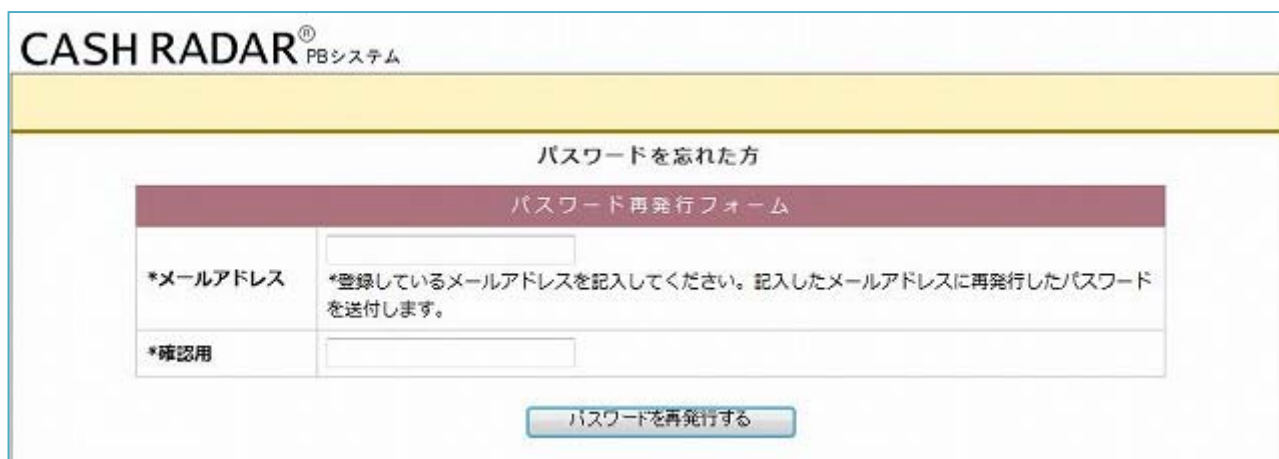 CASH RADAR® PBシステム
パスワードを忘れた方
パスワード再発行フォーム
*メールアドレス
*登録しているメールアドレスを記入してください。記入したメールアドレスに再発行したパスワード
を送付します。
*確認用
パスワードを再発行する